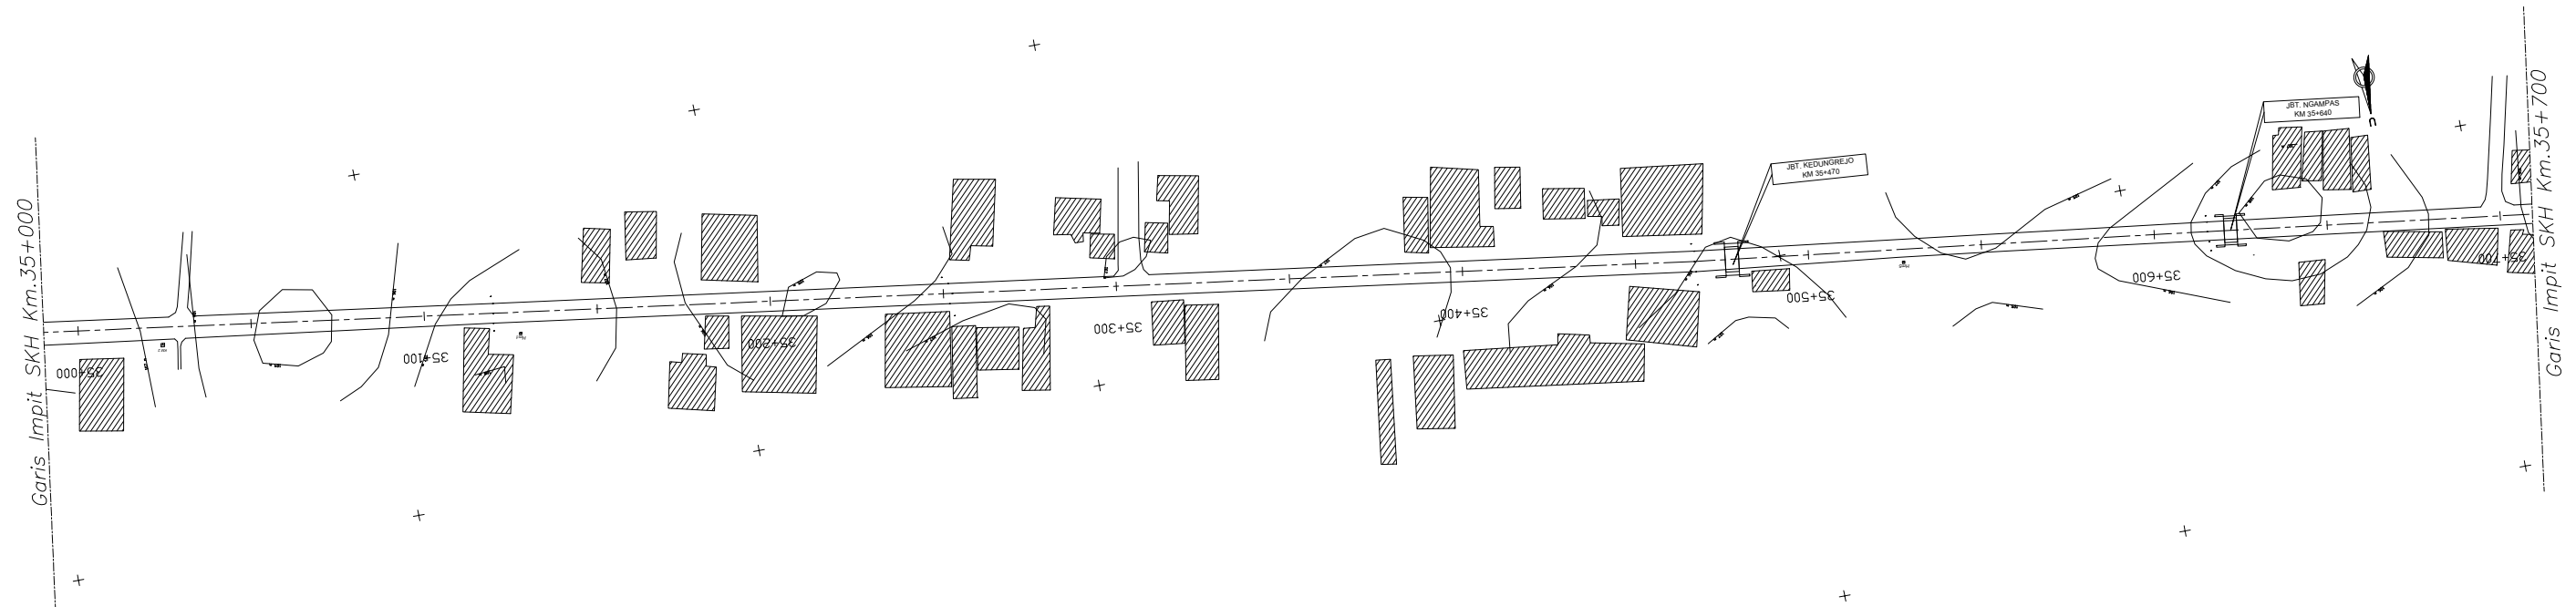 Garis Impit SKH Km.35+000
35+000
35+100
35+200
35+300
35+400
35+500
35+600
35+700
JBT. KEDUNGREJO
KM 35+470
JBT. NGAMPAS
KM 35+640
U
Garis Impit SKH Km.35+700